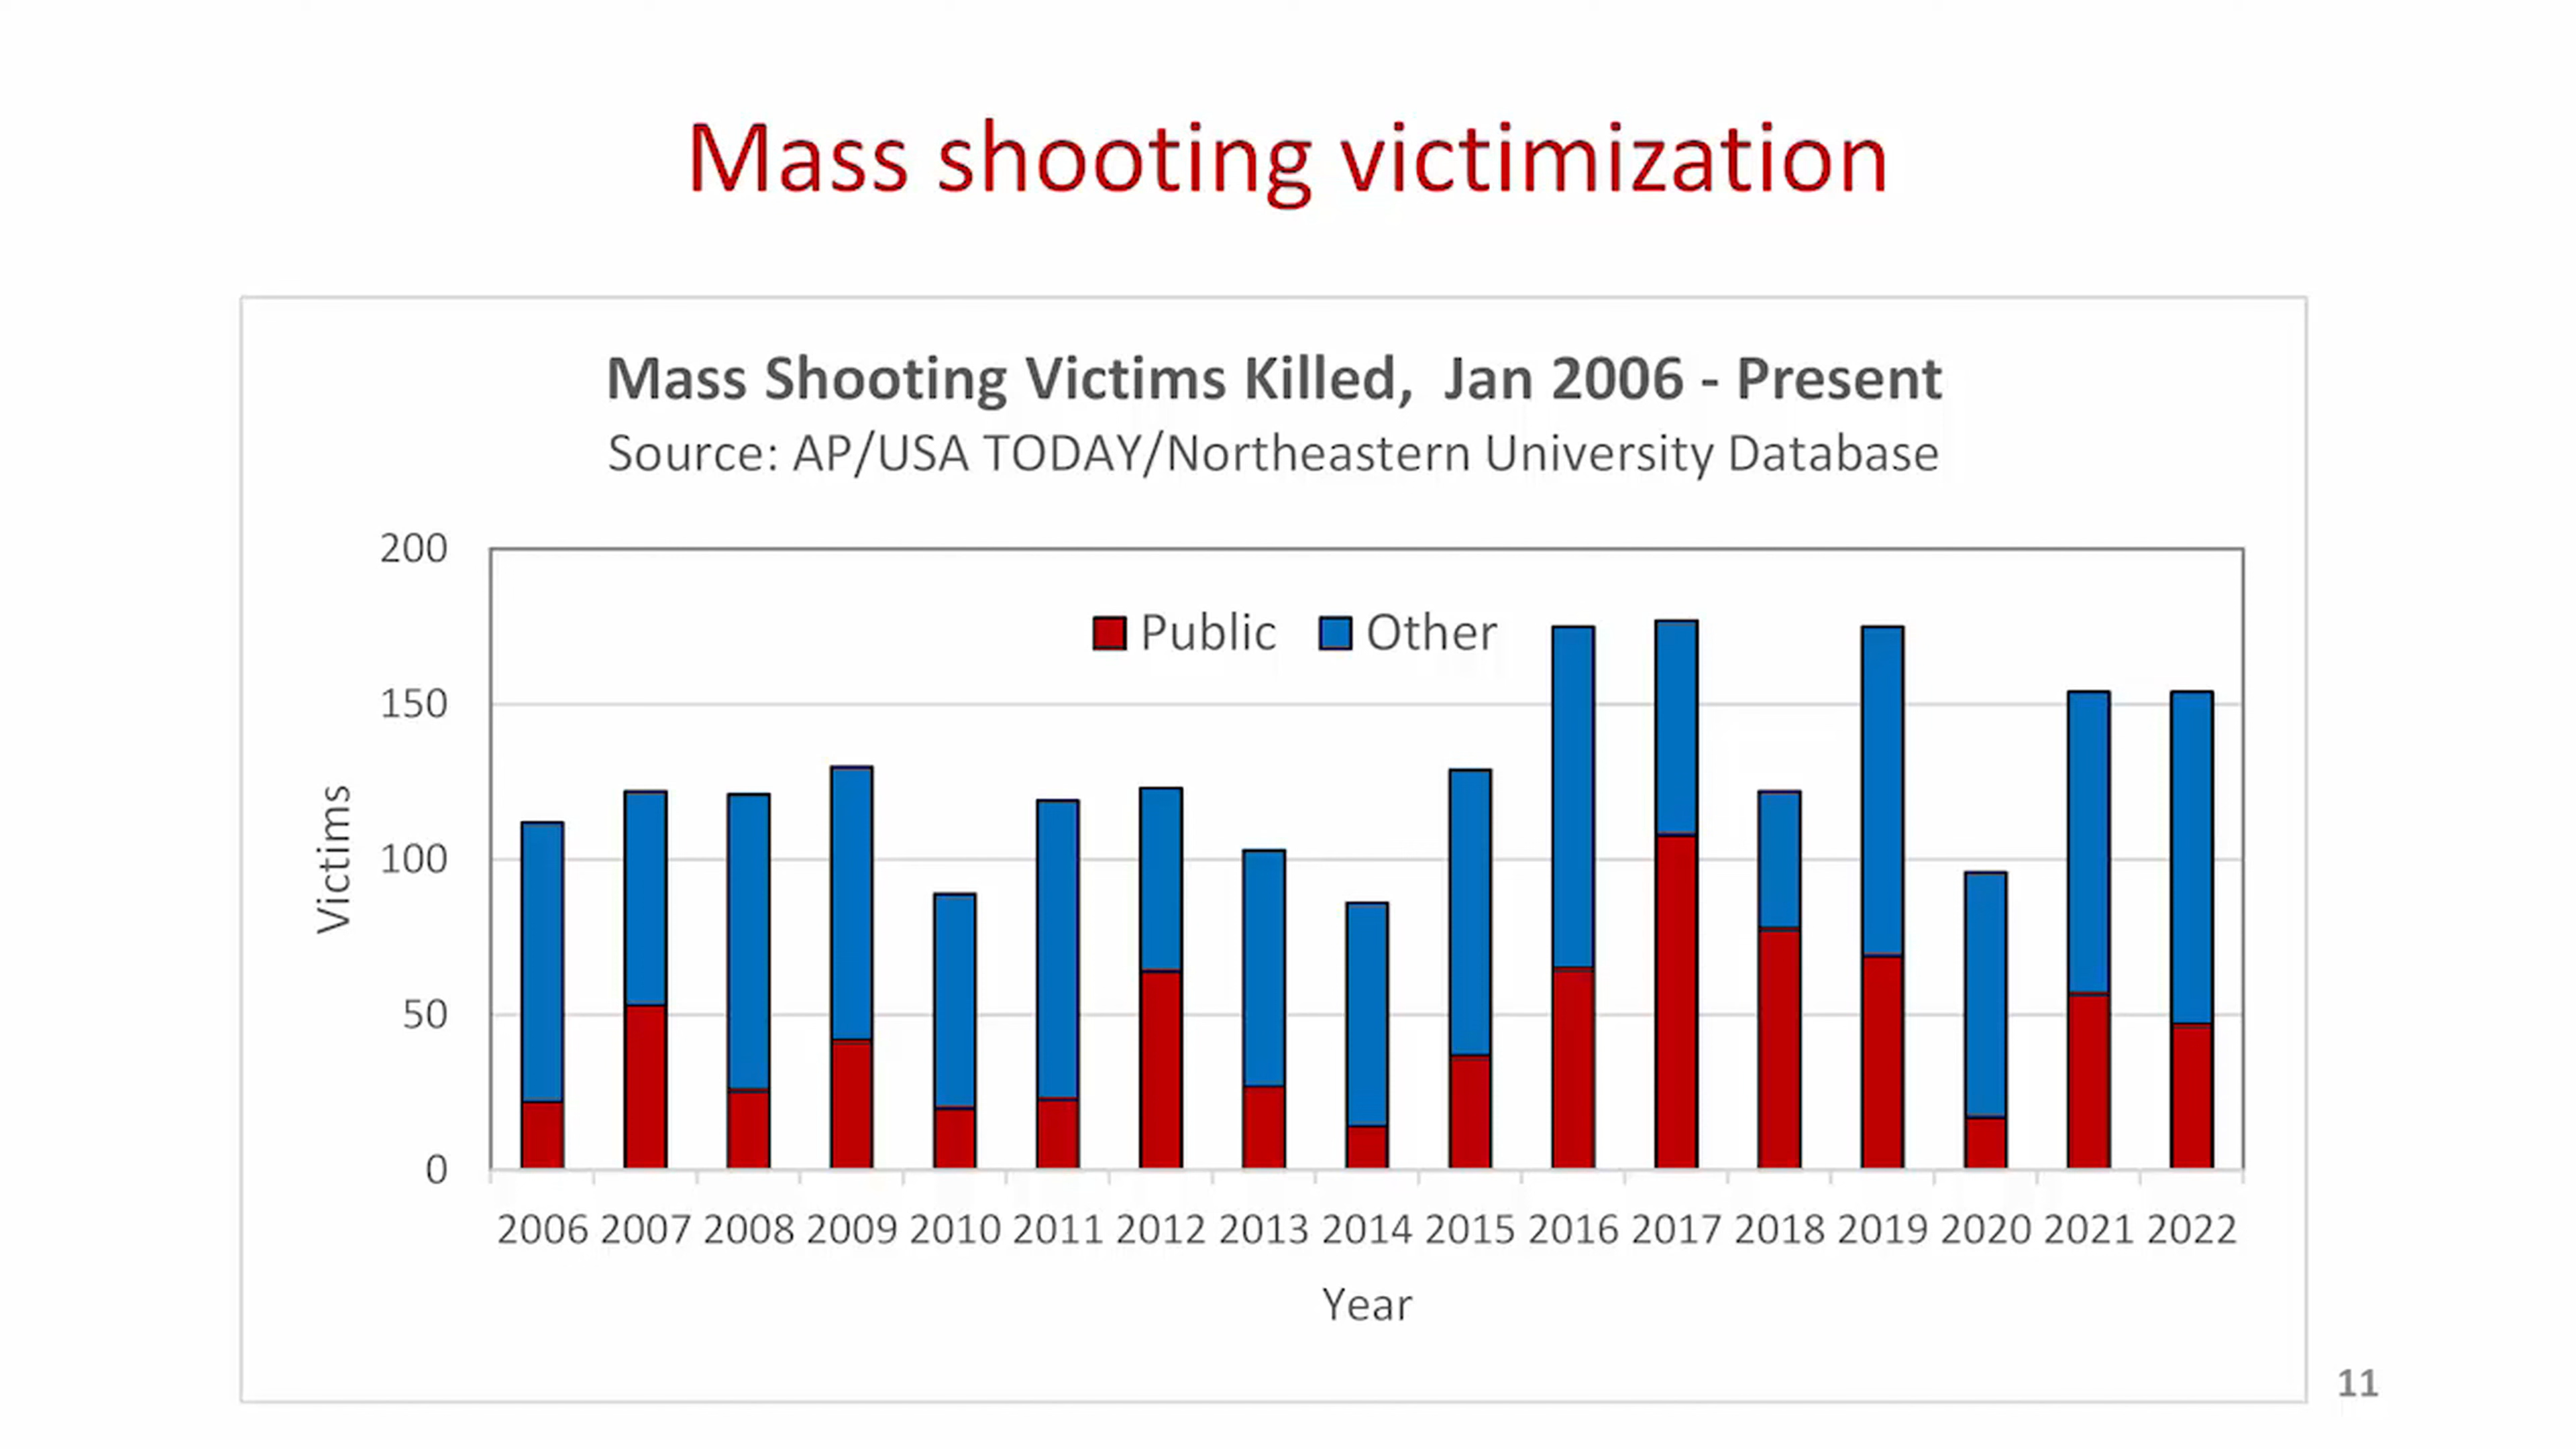 Mass shooting victimization
Mass Shooting Victims Killed, Jan 2006 - Present
Source: AP/USA TODAY/Northeastern University Database
200
Public Other
150
100
50
0
Victims
2006 2007 2008 2009 2010 2011 2012 2013 2014 2015 2016 2017 2018 2019 2020 2021 2022
Year
11